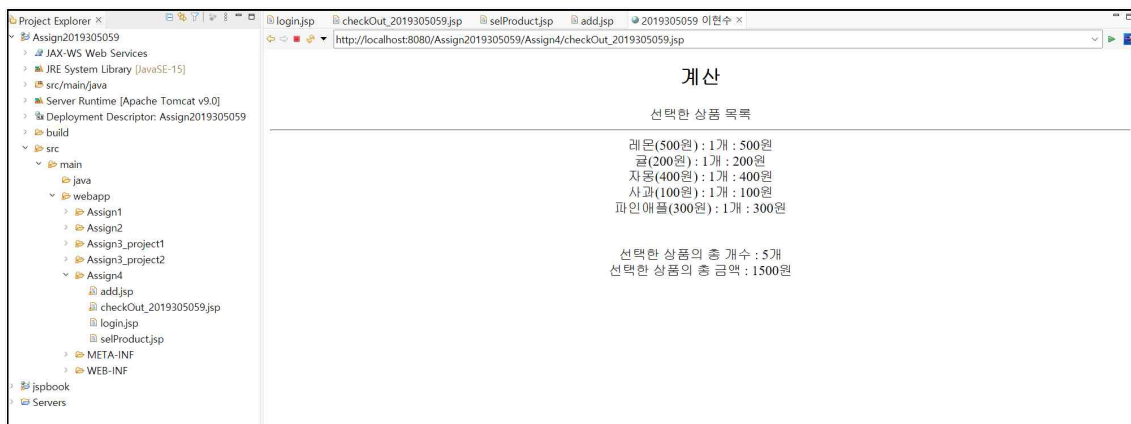 Project Explorer
Assign2019305059
JAX-WS Web Services
JRE System Library [JavaSE-15]
src/main/java
Server Runtime [Apache Tomcat v9.0]
Deployment Descriptor: Assign2019305059
build
src
main
java
webapp
Assign1
Assign2
Assign3_project1
Assign3_project2
Assign4
add.jsp
checkOut_2019305059.jsp
login.jsp
selProduct.jsp
META-INF
WEB-INF
jspbook
Servers
login.jsp checkOut_2019305059.jsp selProduct.jsp add.jsp 2019305059 이현수
http://localhost:8080/Assign2019305059/Assign4/checkOut_2019305059.jsp
계산
선택한 상품 목록
레몬(500원) : 1개 : 500원
귤(200원) : 1개 : 200원
자몽(400원) : 1개 : 400원
사과(100원) : 1개 : 100원
파인애플(300원) : 1개 : 300원
선택한 상품의 총 개수 : 5개
선택한 상품의 총 금액 : 1500원